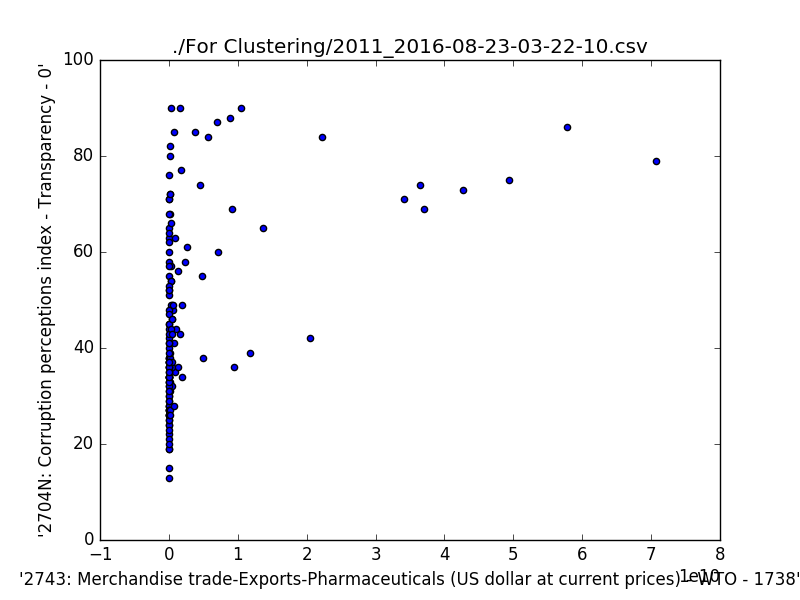 ./For Clustering/2011_2016-08-23-03-22-10.csv
100
80
60
40
20
0
'2704N: Corruption perceptions index - Transparency - 0'
−1 0 1 2 3 4 5 6 7 8
1e10
'2743: Merchandise trade-Exports-Pharmaceuticals (US dollar at current prices) - WTO - 1738'